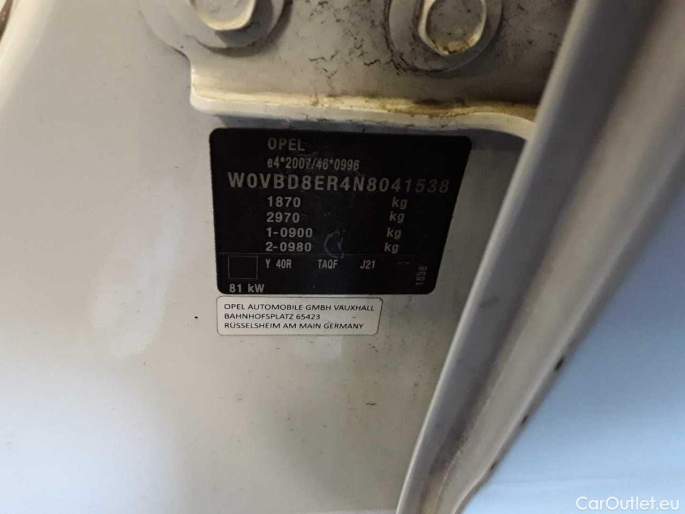 OPEL
e4*2007/46*0996
W0VBD8ER4N8041538
1870 kg
2970 kg
1-0900 kg
2-0980 kg
Y 40R TAQF J21
1538
81 kW
OPEL AUTOMOBILE GMBH VAUXHALL
BAHNHOFSPLATZ 65423
RÜSSELSHEIM AM MAIN GERMANY
CarOutlet.eu